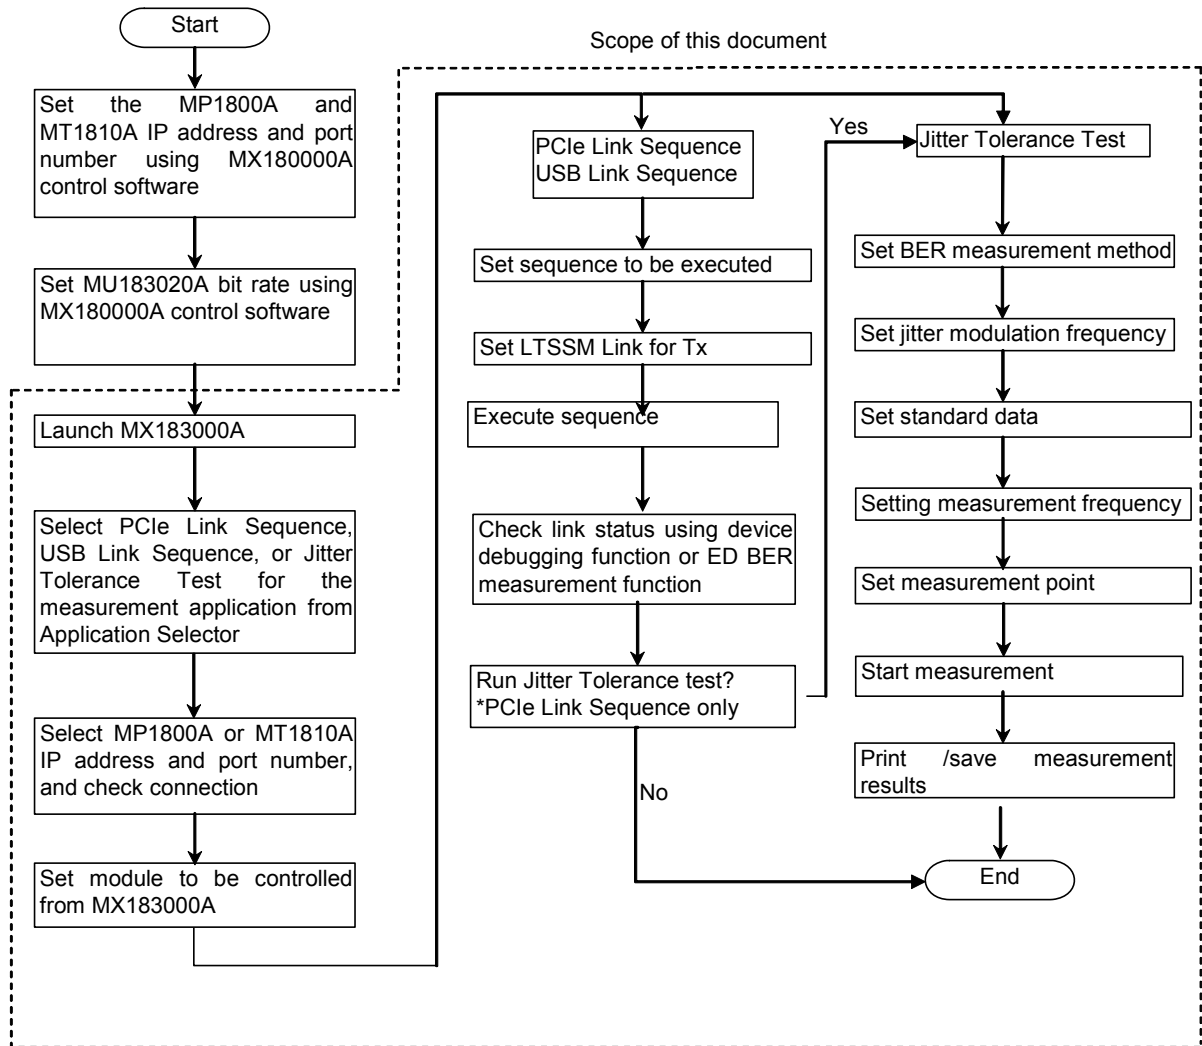 Start
Set the MP1800A and
MT1810A IP address and port
number using MX180000A
control software
Set MU183020A bit rate using
MX180000A control software
Launch MX183000A
Select PCIe Link Sequence,
USB Link Sequence, or Jitter
Tolerance Test for the
measurement application from
Application Selector
Select MP1800A or MT1810A
IP address and port number,
and check connection
Set module to be controlled
from MX183000A
Scope of this document
PCIe Link Sequence
USB Link Sequence
Set sequence to be executed
Set LTSSM Link for Tx
Execute sequence
Check link status using device
debugging function or ED BER
measurement function
Run Jitter Tolerance test?
*PCIe Link Sequence only
No
Yes
Jitter Tolerance Test
Set BER measurement method
Set jitter modulation frequency
Set standard data
Setting measurement frequency
Set measurement point
Start measurement
Print /save measurement
results
End